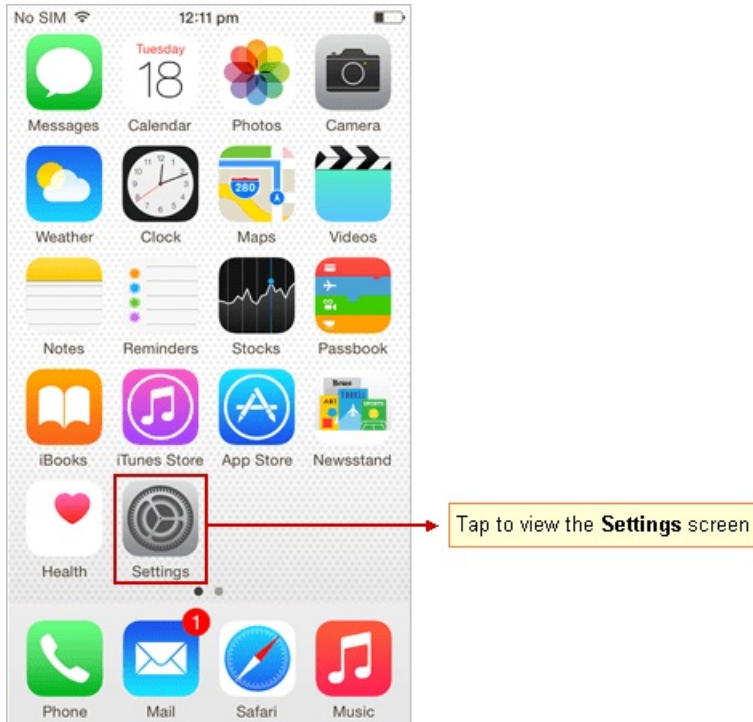 No SIM 12:11 pm
Tuesday
18
Messages Calendar Photos Camera
280
Weather Clock Maps Videos
Notes Reminders Stocks Passbook
iBooks iTunes Store App Store Newsstand
Health Settings
Tap to view the Settings screen
1
Phone Mail Safari Music